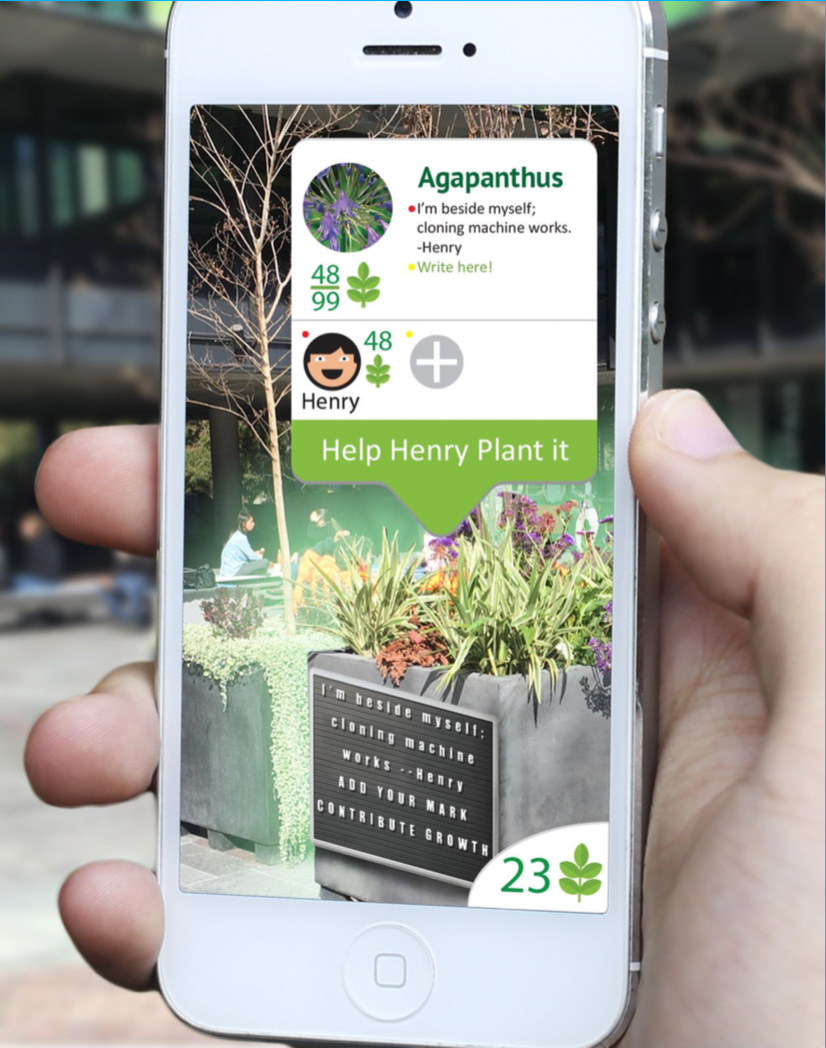 Agapanthus
I'm beside myself;
cloning machine works.
-Henry
Write here!
48
99
48
Henry
Help Henry Plant it
I'm beside myself;
cloning machine
works --Henry
ADD YOUR MARK
CONTRIBUTE GROWTH
23